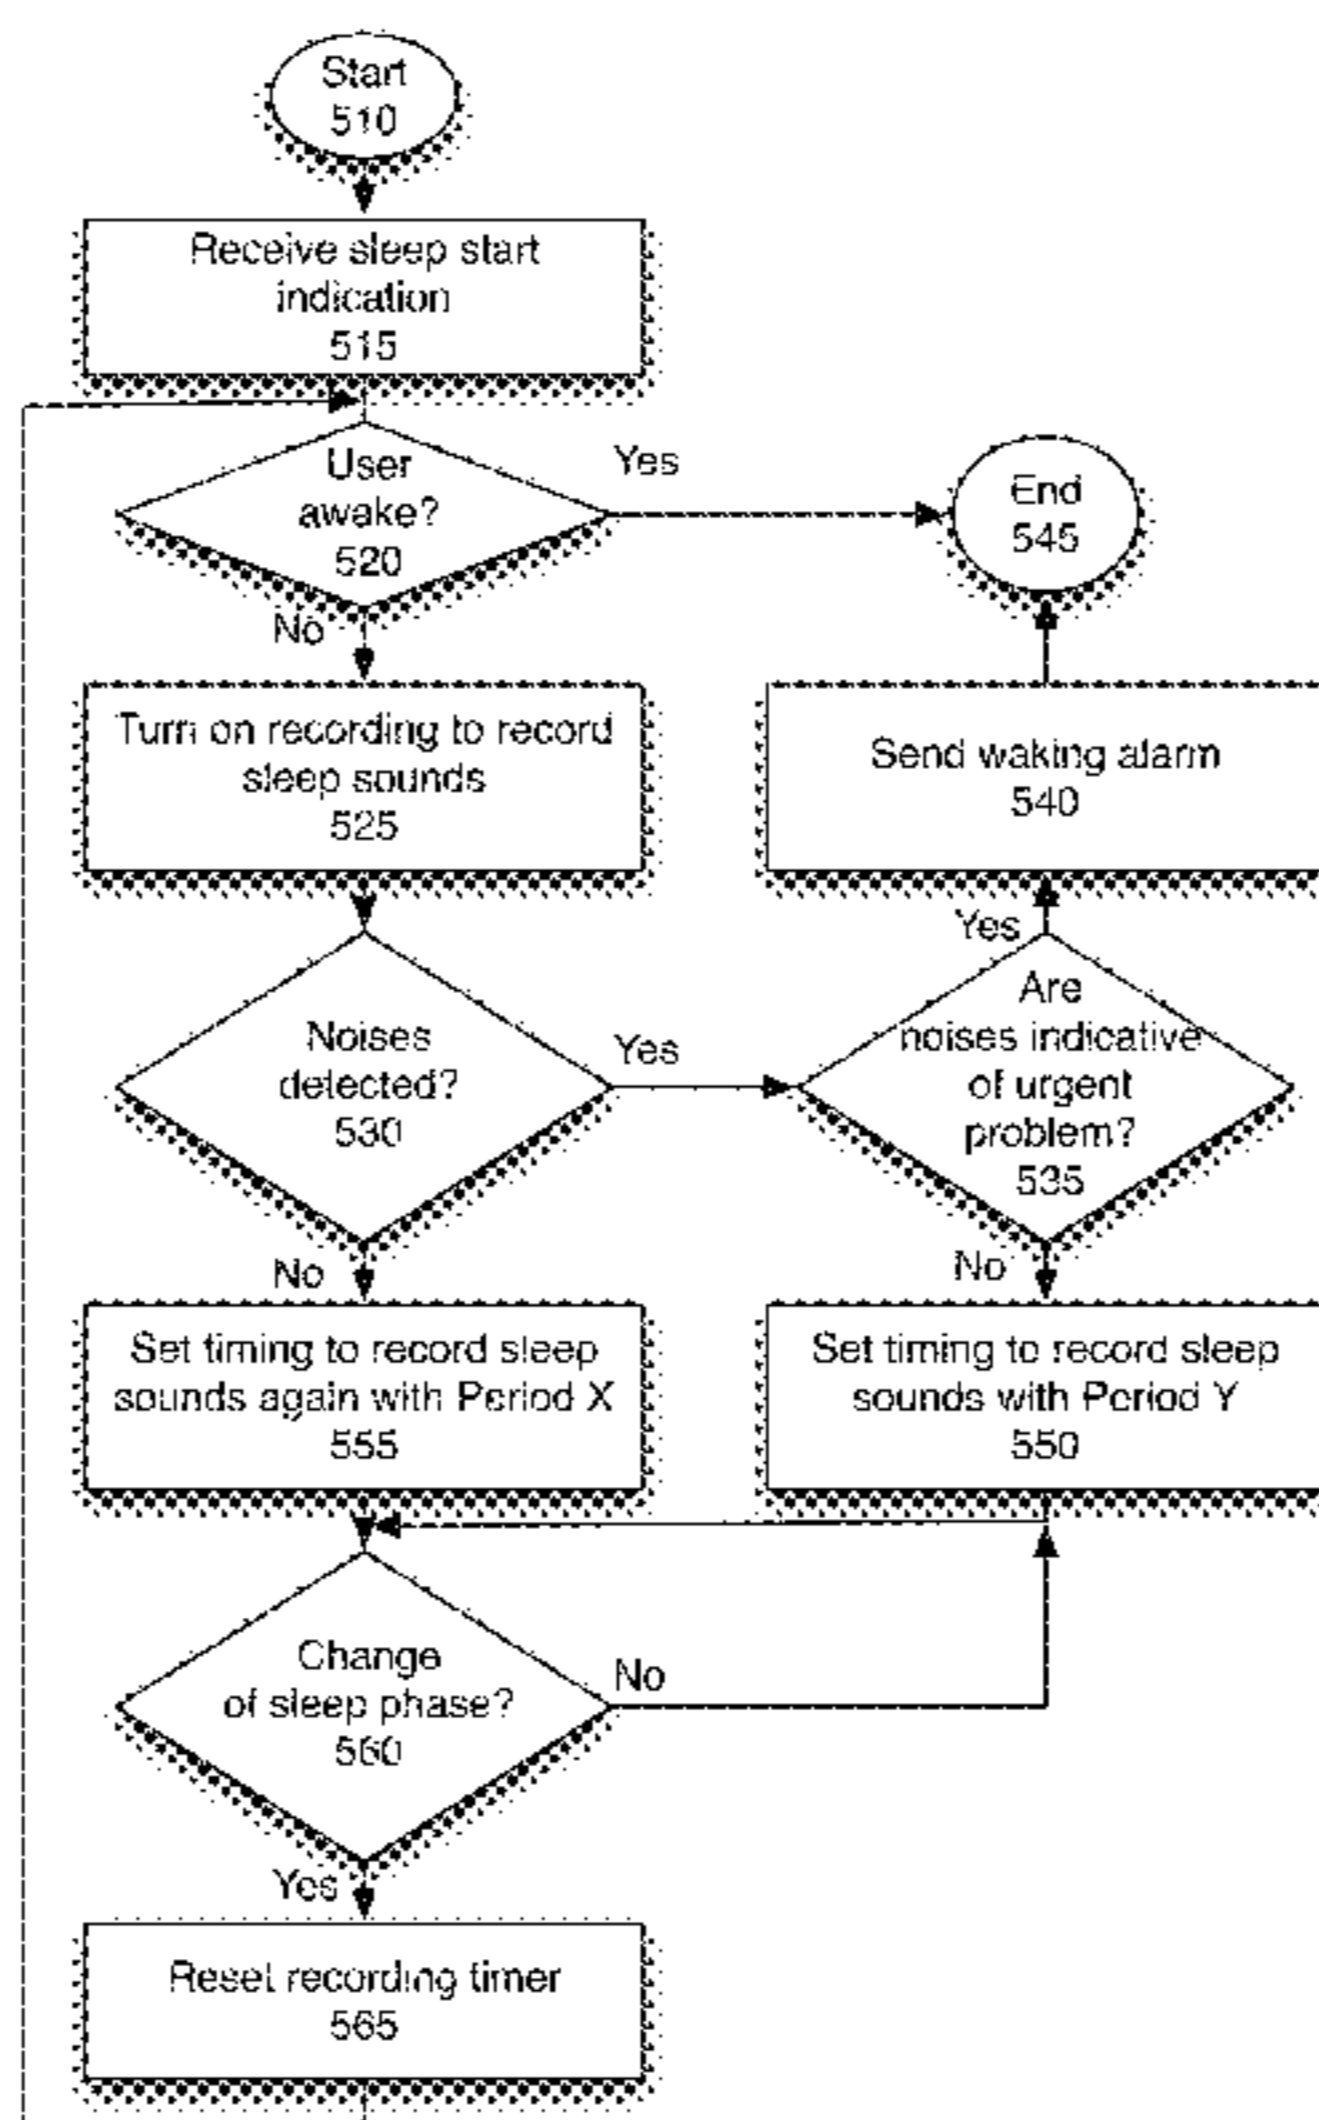 Start
510
Receive sleep start
indication
515
User
awake?
520
Yes
No
End
545
Turn on recording to record
sleep sounds
525
Send waking alarm
540
Noises
detected?
530
Yes
No
Yes
Are
noises indicative
of urgent
problem?
535
No
Set timing to record sleep
sounds again with Period X
555
Set timing to record sleep
sounds with Period Y
550
Change
of sleep phase?
560
No
Yes
Reset recording timer
565